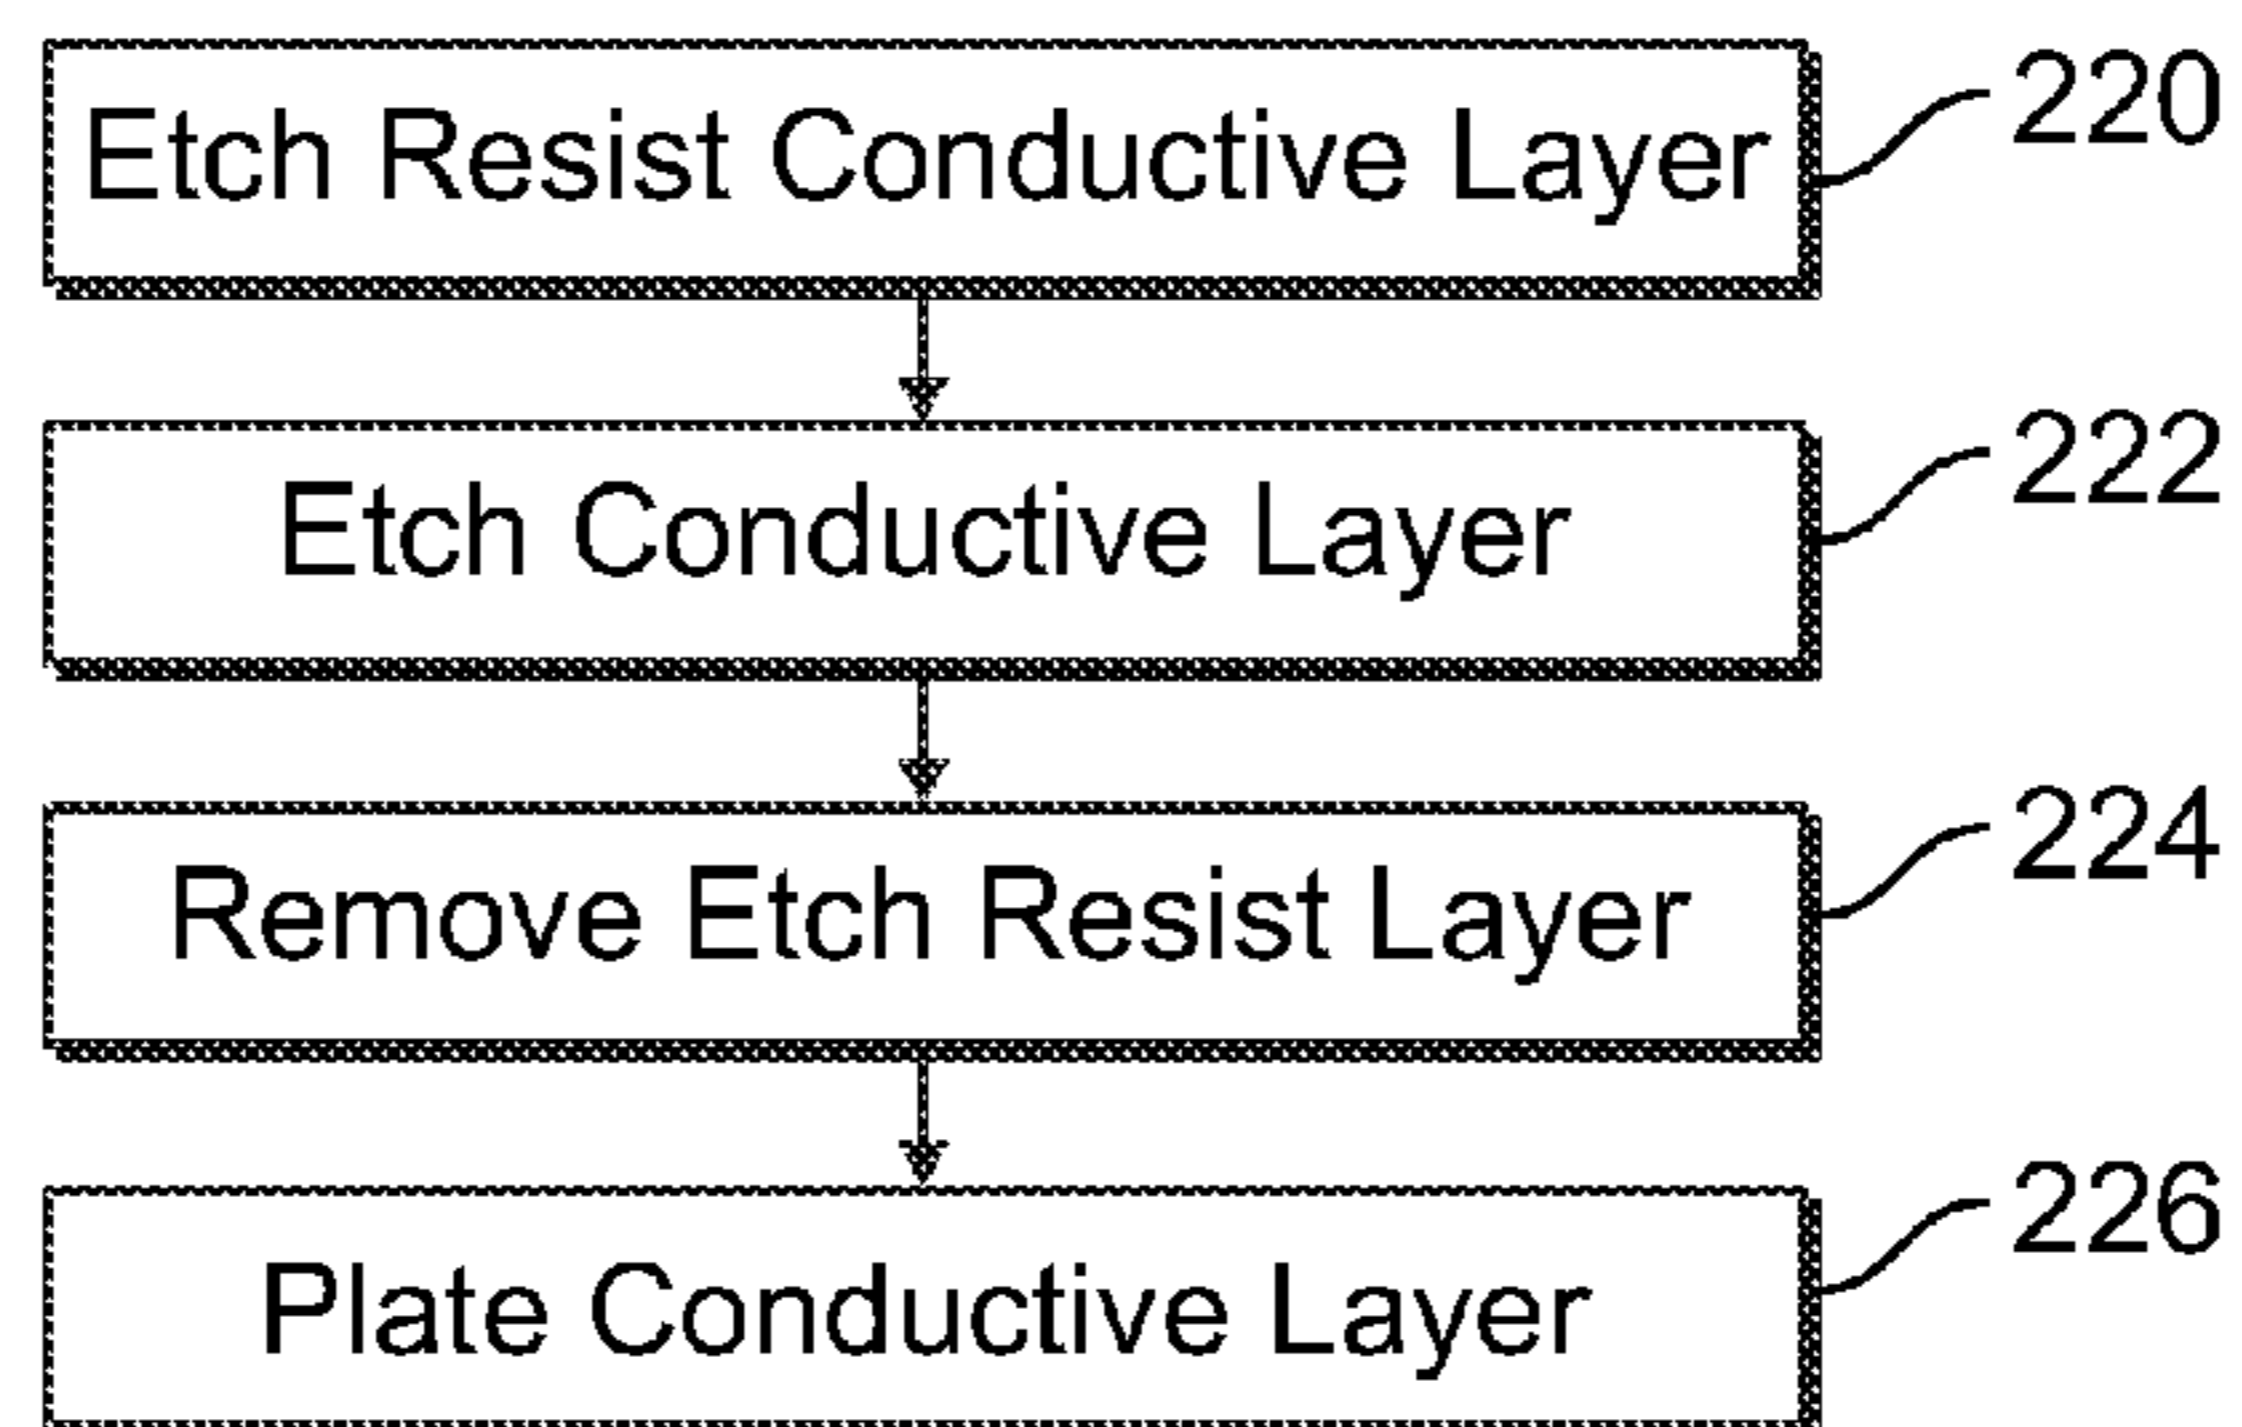 Etch Resist Conductive Layer
220
Etch Conductive Layer
222
Remove Etch Resist Layer
224
Plate Conductive Layer
226